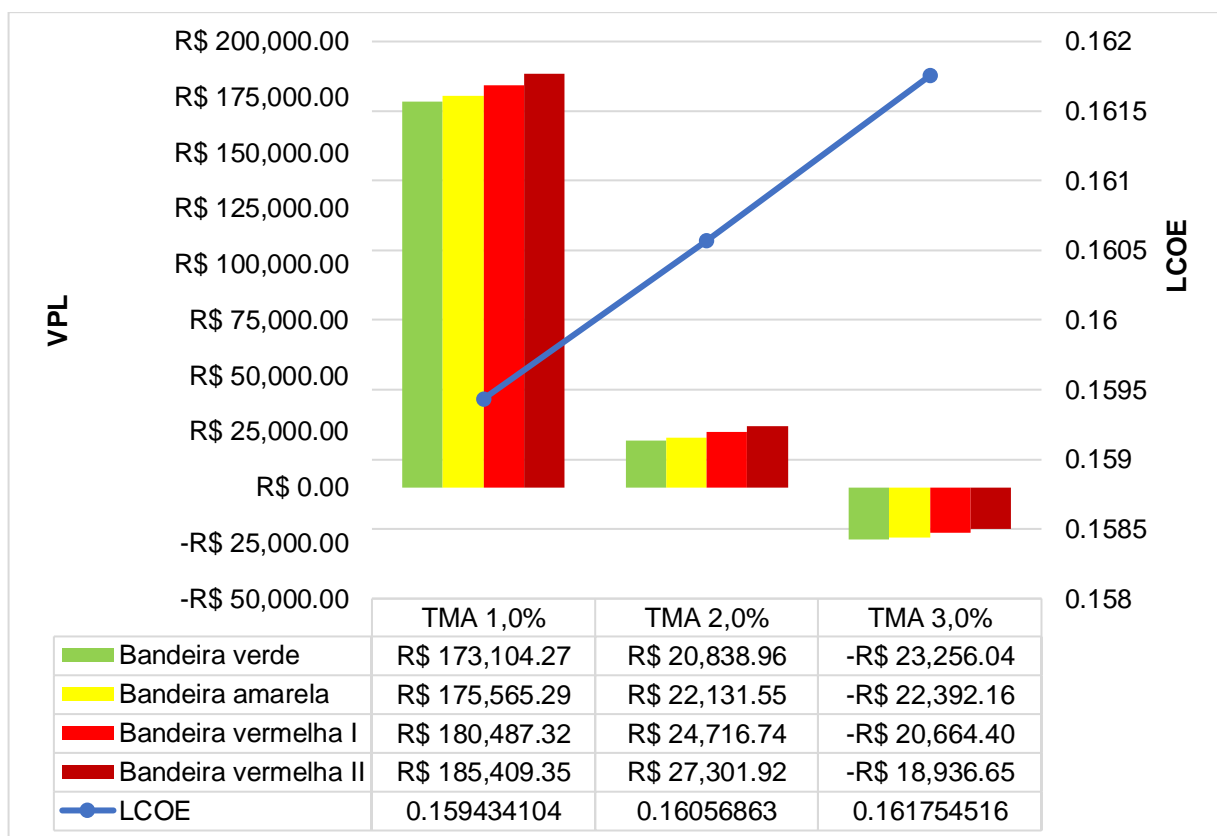 R$ 200,000.00
R$ 175,000.00
R$ 150,000.00
R$ 125,000.00
R$ 100,000.00
R$ 75,000.00
R$ 50,000.00
R$ 25,000.00
R$ 0.00
-R$ 25,000.00
-R$ 50,000.00
VPL
0.162
0.1615
0.161
0.1605
0.16
0.1595
0.159
0.1585
0.158
LCOE
TMA 1,0% TMA 2,0% TMA 3,0%
Bandeira verde R$ 173,104.27 R$ 20,838.96 -R$ 23,256.04
Bandeira amarela R$ 175,565.29 R$ 22,131.55 -R$ 22,392.16
Bandeira vermelha I R$ 180,487.32 R$ 24,716.74 -R$ 20,664.40
Bandeira vermelha II R$ 185,409.35 R$ 27,301.92 -R$ 18,936.65
LCOE 0.159434104 0.16056863 0.161754516